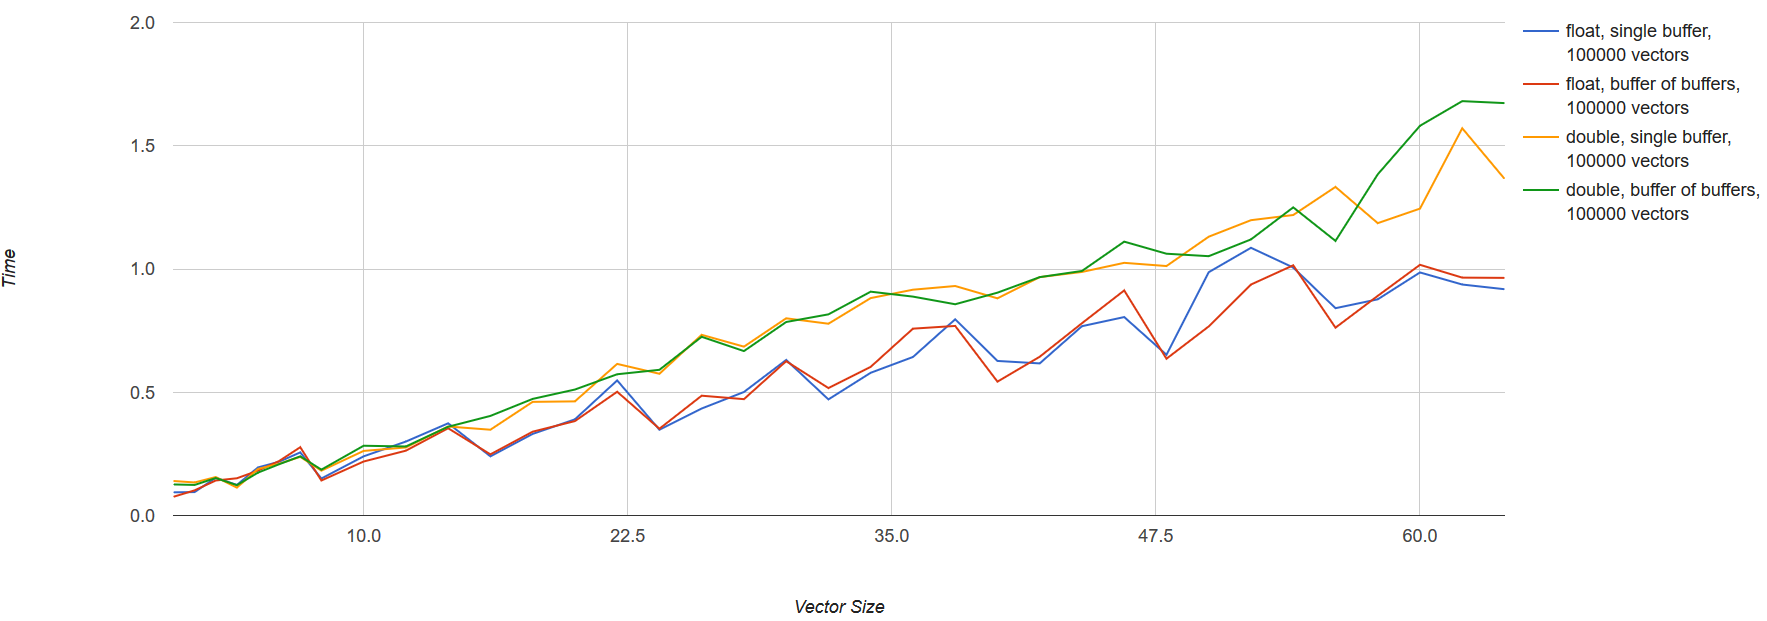 2.0
1.5
1.0
0.5
0.0
Time
10.0
22.5
35.0
47.5
60.0
Vector Size
float, single buffer,
100000 vectors
float, buffer of buffers,
100000 vectors
double, single buffer,
100000 vectors
double, buffer of buffers,
100000 vectors